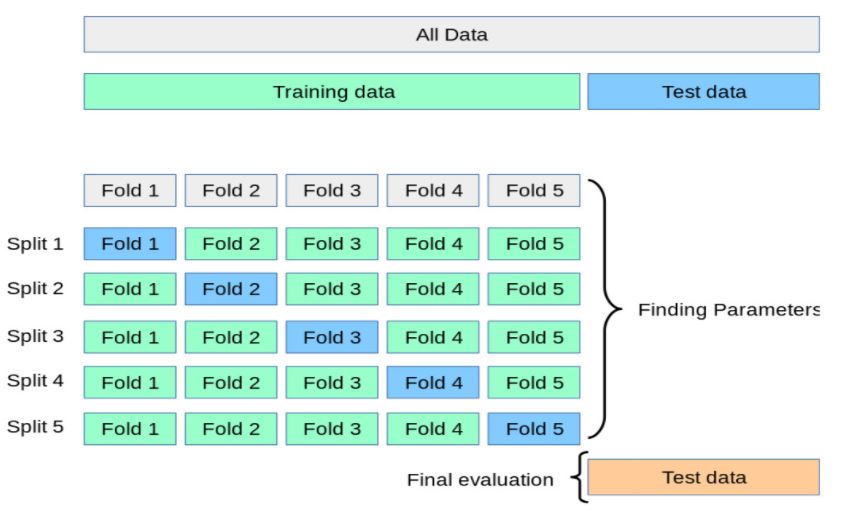 All Data
Training data Test data
Fold 1 Fold 2 Fold 3 Fold 4 Fold 5
Split 1 Fold 1 Fold 2 Fold 3 Fold 4 Fold 5
Split 2 Fold 1 Fold 2 Fold 3 Fold 4 Fold 5
Finding Parameters
Split 3 Fold 1 Fold 2 Fold 3 Fold 4 Fold 5
Split 4 Fold 1 Fold 2 Fold 3 Fold 4 Fold 5
Split 5 Fold 1 Fold 2 Fold 3 Fold 4 Fold 5
Final evaluation Test data